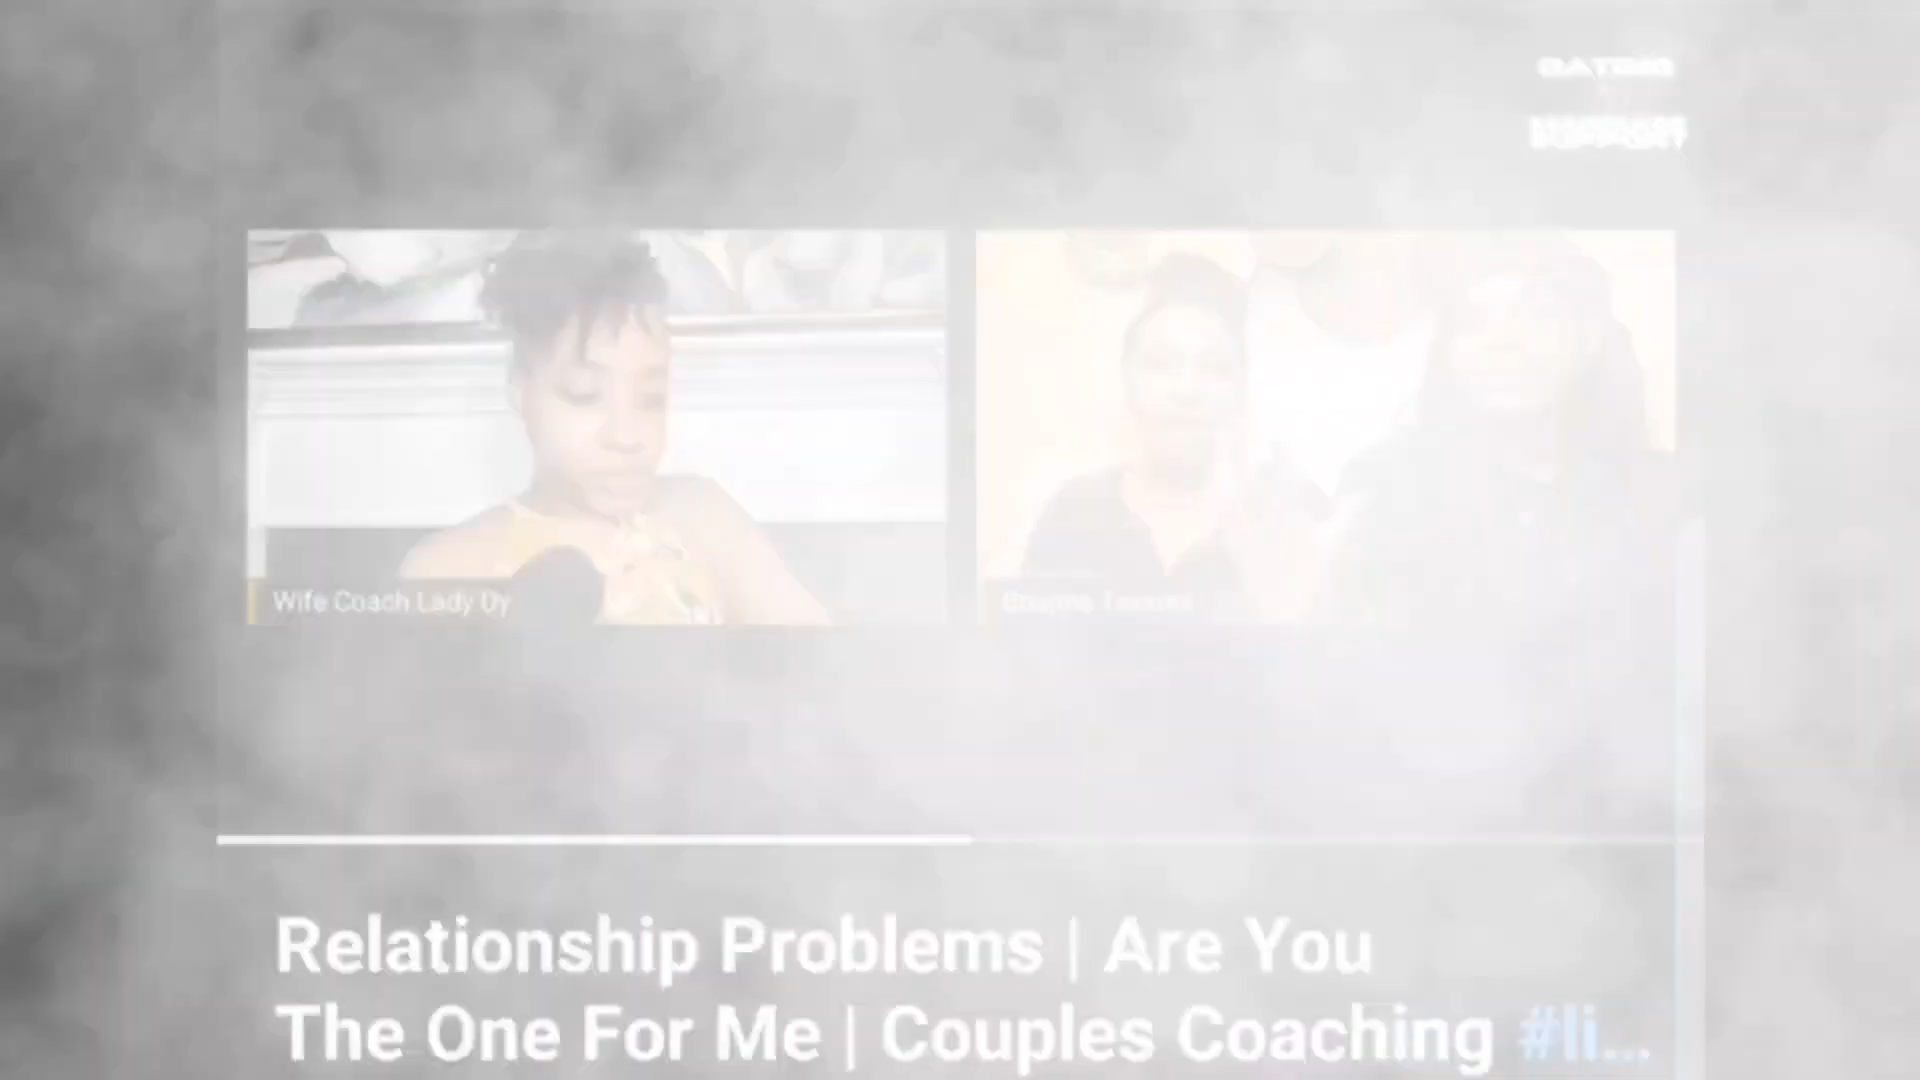 Wife Coach Lady Dy
Relationship Problems | Are You
The One For Me | Couples Coaching #li...